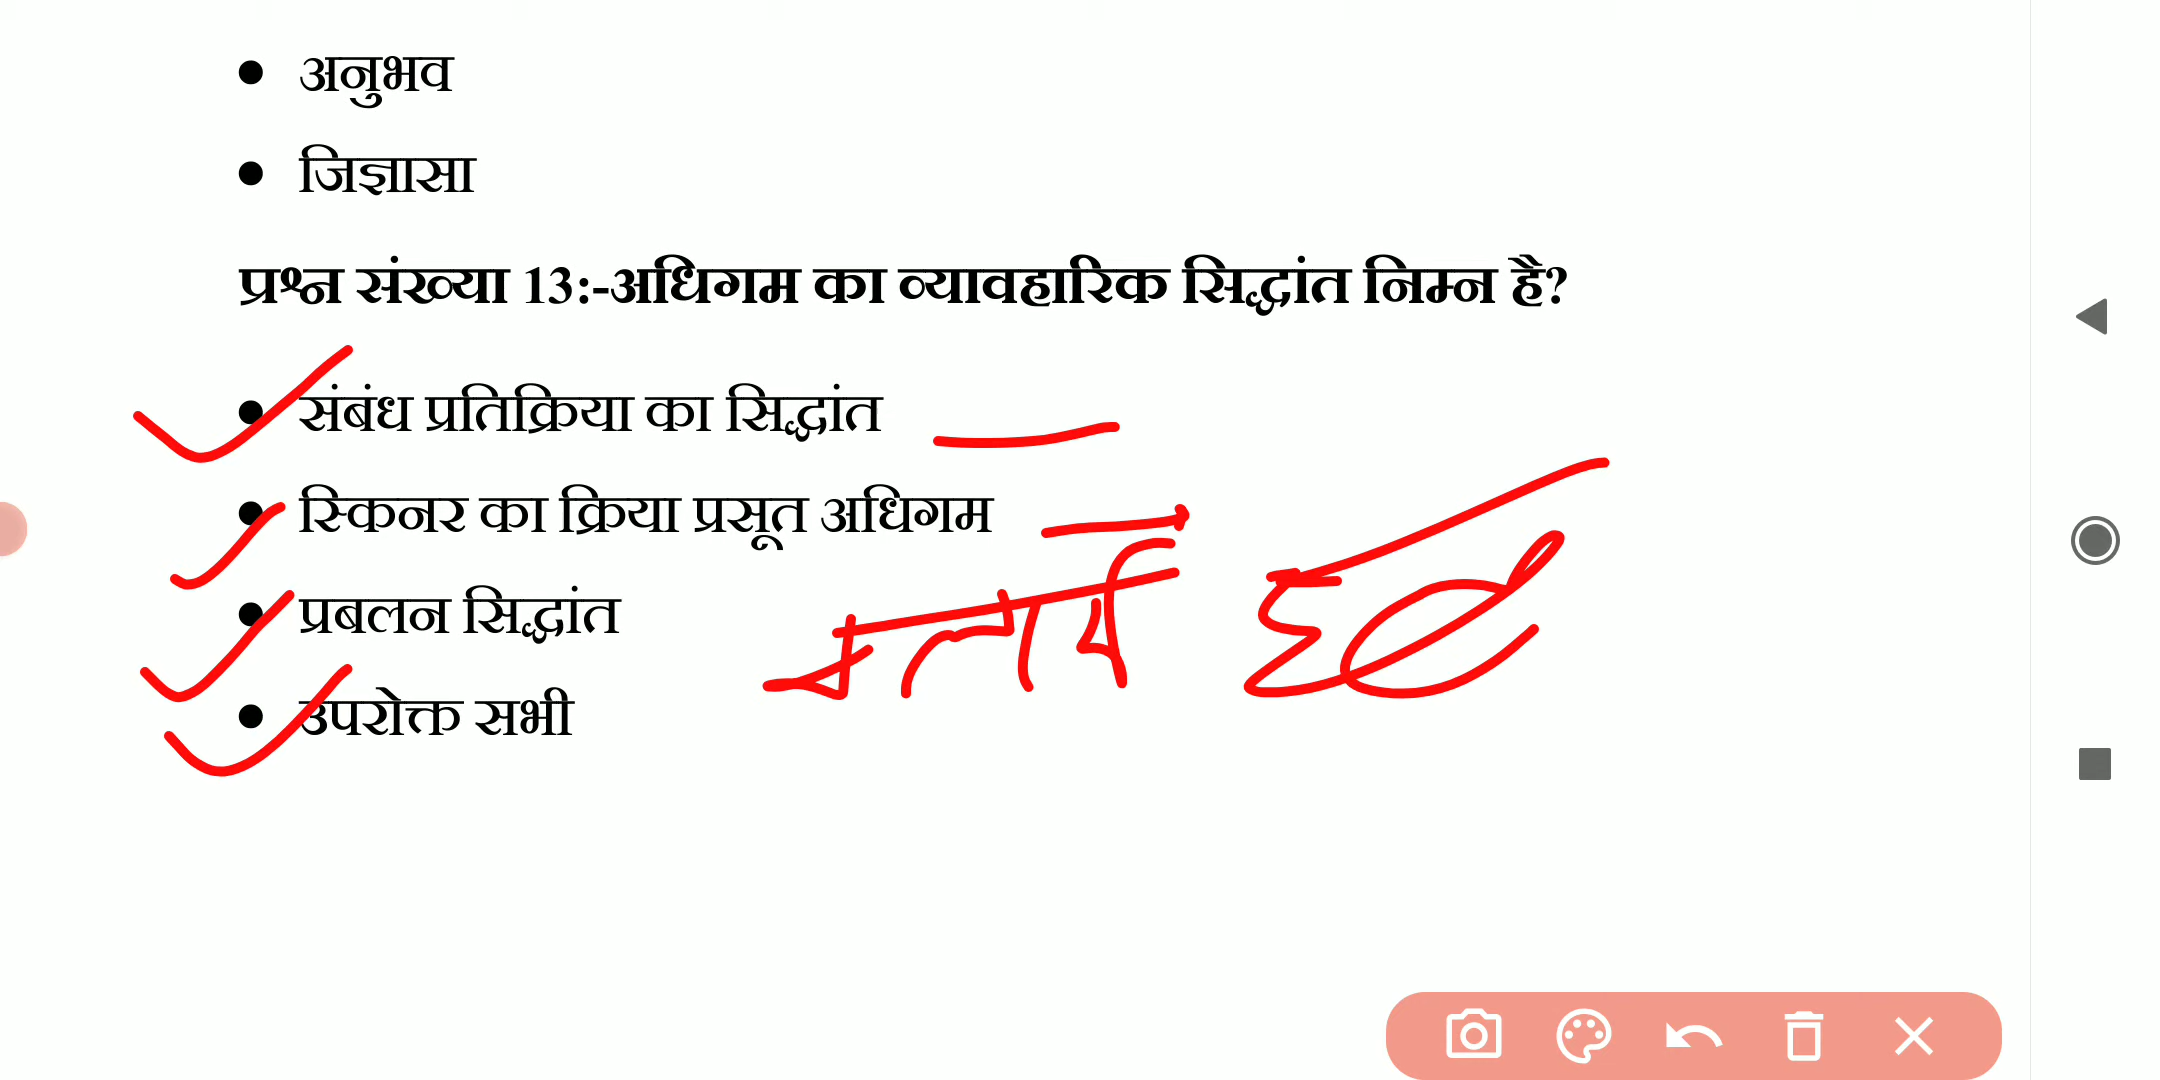 • अनुभव
• जिज्ञासा
प्रश्न संख्या 13:-अधिगम का व्यावहारिक सिद्धांत निम्न है?
• संबंध प्रतिक्रिया का सिद्धांत
• स्किनर का क्रिया प्रसूत अधिगम
• प्रबलन सिद्धांत
• उपरोक्त सभी